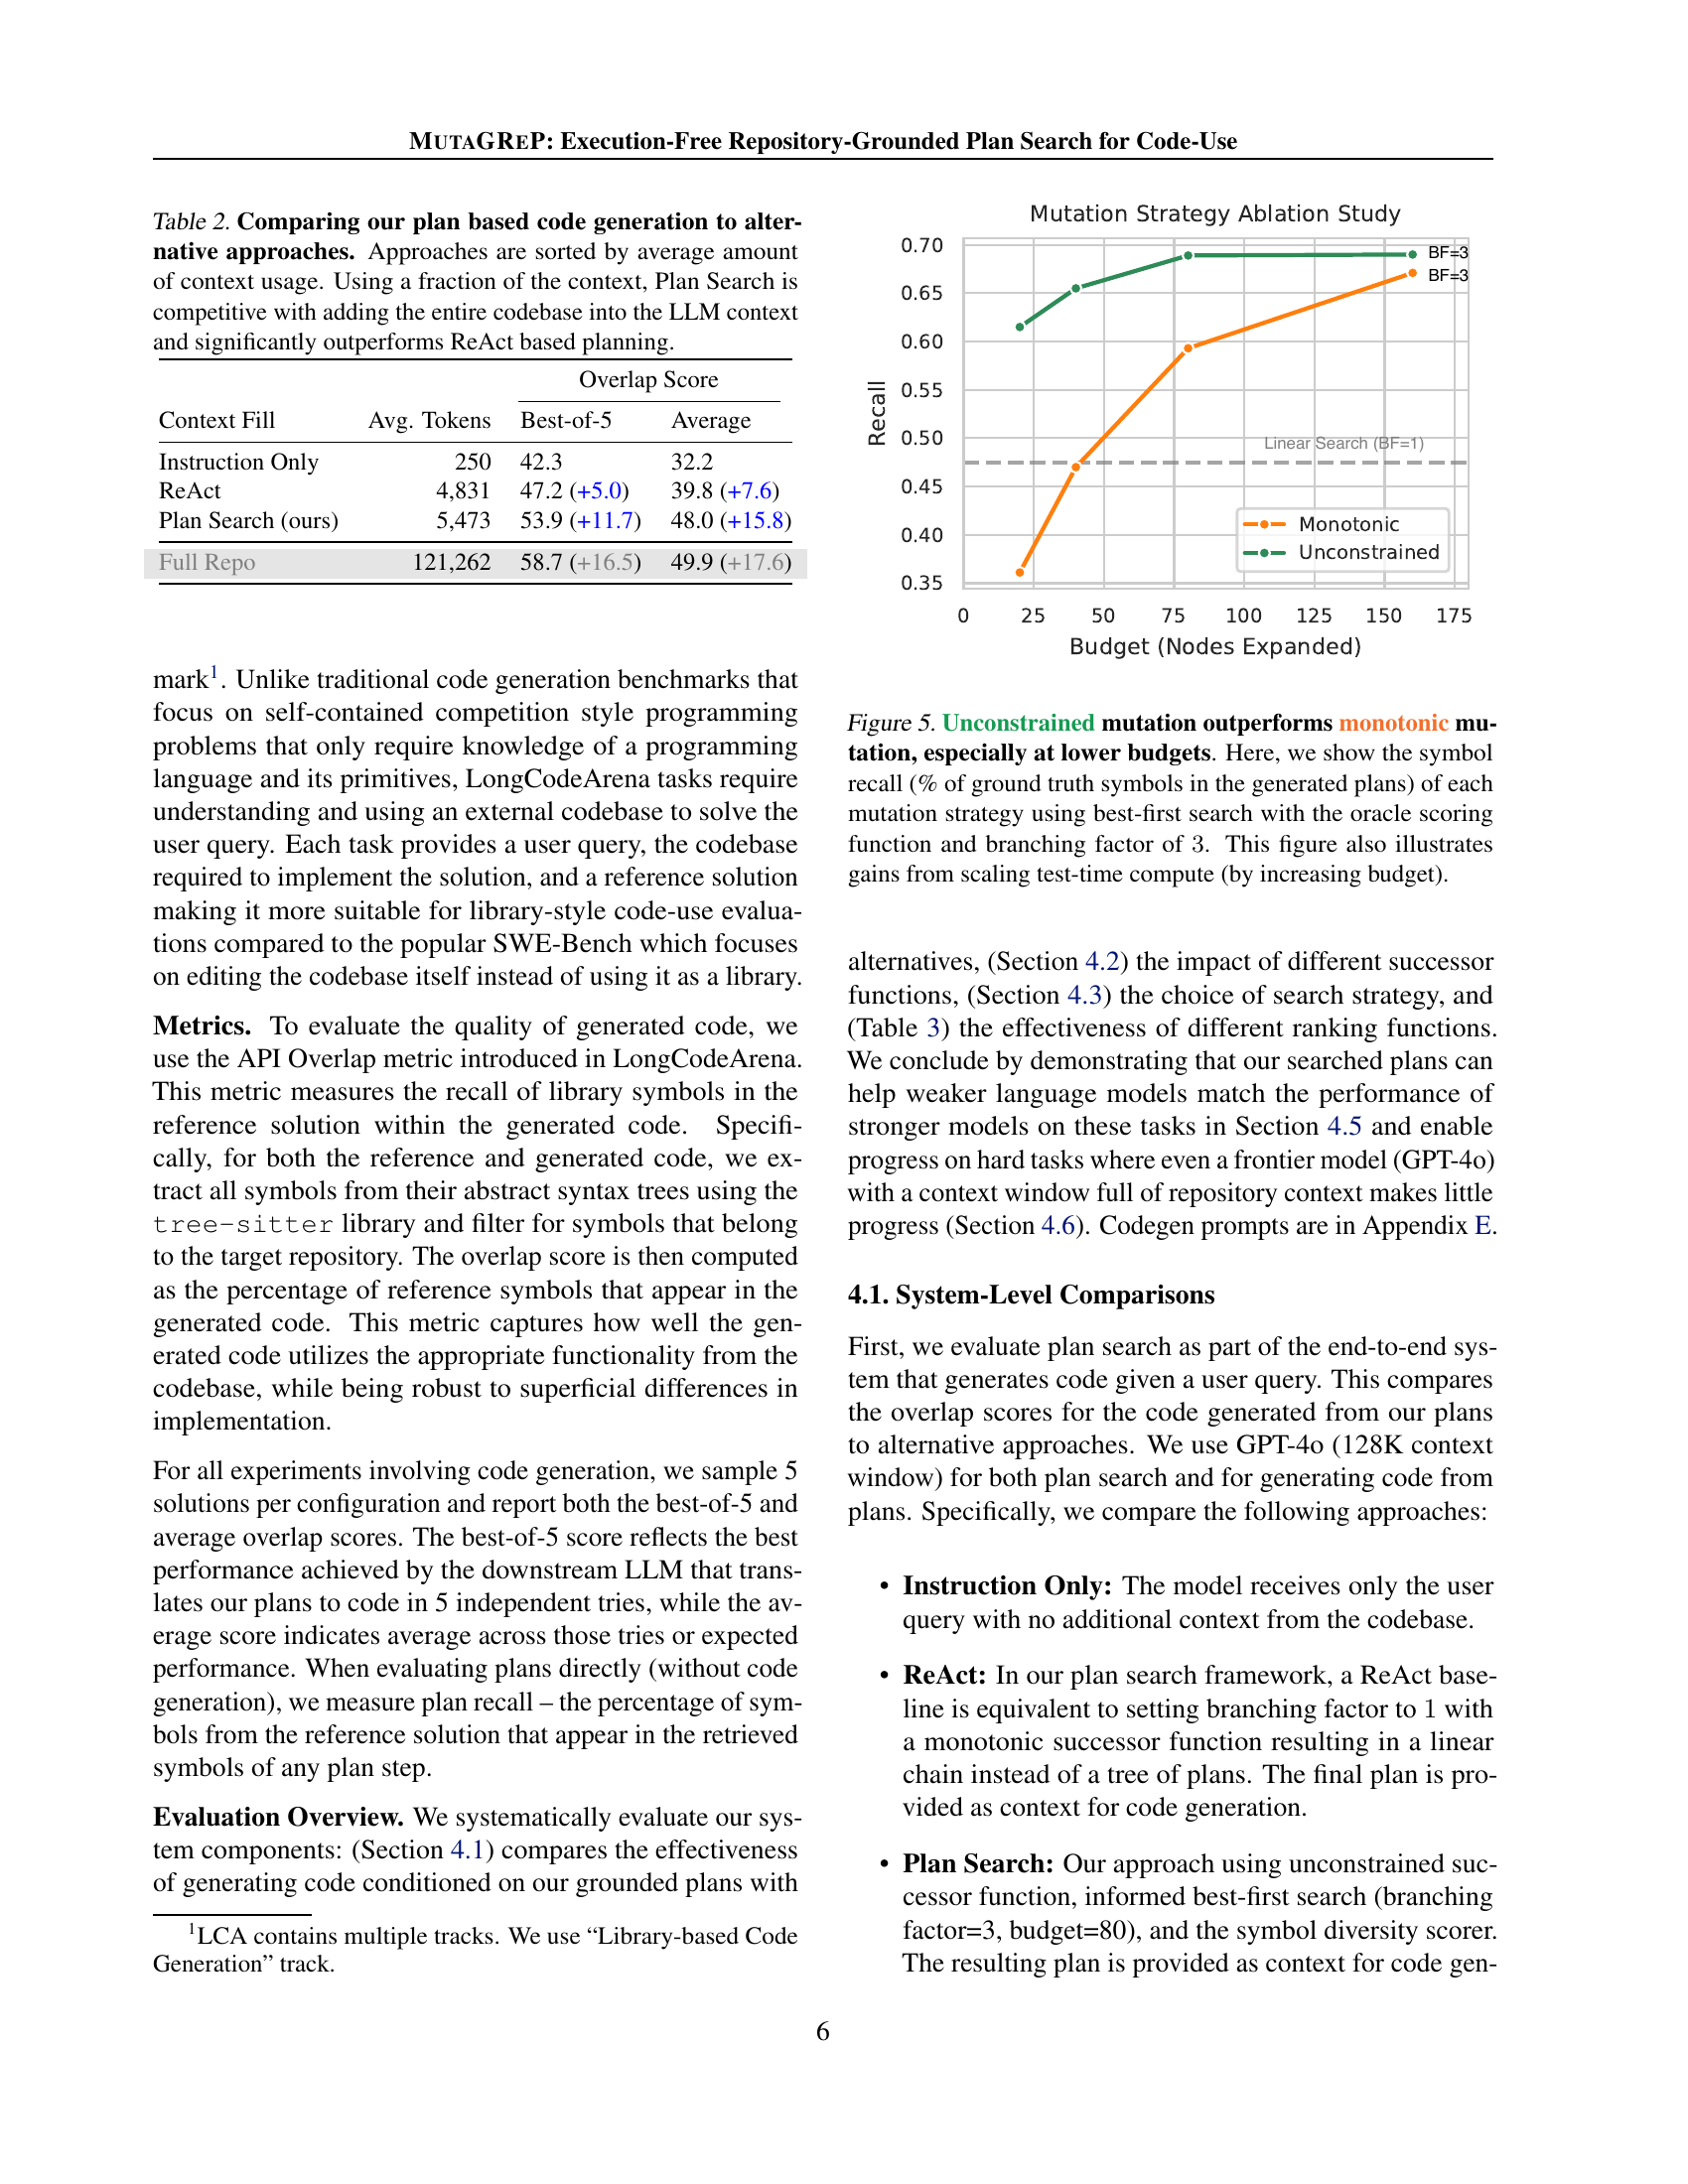 MUTAGREP: Execution-Free Repository-Grounded Plan Search for Code-Use
Table 2. Comparing our plan based code generation to alter-
native approaches. Approaches are sorted by average amount
of context usage. Using a fraction of the context, Plan Search is
competitive with adding the entire codebase into the LLM context
and significantly outperforms ReAct based planning.
Overlap Score
Context Fill Avg. Tokens Best-of-5 Average
Instruction Only 250 42.3 32.2
ReAct 4,831 47.2 (+5.0) 39.8 (+7.6)
Plan Search (ours) 5,473 53.9 (+11.7) 48.0 (+15.8)
Full Repo 121,262 58.7 (+16.5) 49.9 (+17.6)
mark1. Unlike traditional code generation benchmarks that
focus on self-contained competition style programming
problems that only require knowledge of a programming
language and its primitives, LongCodeArena tasks require
understanding and using an external codebase to solve the
user query. Each task provides a user query, the codebase
required to implement the solution, and a reference solution
making it more suitable for library-style code-use evalua-
tions compared to the popular SWE-Bench which focuses
on editing the codebase itself instead of using it as a library.
Metrics. To evaluate the quality of generated code, we
use the API Overlap metric introduced in LongCodeArena.
This metric measures the recall of library symbols in the
reference solution within the generated code. Specifi-
cally, for both the reference and generated code, we ex-
tract all symbols from their abstract syntax trees using the
tree-sitter library and filter for symbols that belong
to the target repository. The overlap score is then computed
as the percentage of reference symbols that appear in the
generated code. This metric captures how well the gen-
erated code utilizes the appropriate functionality from the
codebase, while being robust to superficial differences in
implementation.
For all experiments involving code generation, we sample 5
solutions per configuration and report both the best-of-5 and
average overlap scores. The best-of-5 score reflects the best
performance achieved by the downstream LLM that trans-
lates our plans to code in 5 independent tries, while the av-
erage score indicates average across those tries or expected
performance. When evaluating plans directly (without code
generation), we measure plan recall – the percentage of sym-
bols from the reference solution that appear in the retrieved
symbols of any plan step.
Evaluation Overview. We systematically evaluate our sys-
tem components: (Section 4.1) compares the effectiveness
of generating code conditioned on our grounded plans with
1LCA contains multiple tracks. We use “Library-based Code
Generation” track.
Mutation Strategy Ablation Study
0.70
0.65
0.60
0.55
0.50
0.45
0.40
0.35
Recall
BF=3
BF=3
Linear Search (BF=1)
Monotonic
Unconstrained
0 25 50 75 100 125 150 175
Budget (Nodes Expanded)
Figure 5. Unconstrained mutation outperforms monotonic mu-
tation, especially at lower budgets. Here, we show the symbol
recall (% of ground truth symbols in the generated plans) of each
mutation strategy using best-first search with the oracle scoring
function and branching factor of 3. This figure also illustrates
gains from scaling test-time compute (by increasing budget).
alternatives, (Section 4.2) the impact of different successor
functions, (Section 4.3) the choice of search strategy, and
(Table 3) the effectiveness of different ranking functions.
We conclude by demonstrating that our searched plans can
help weaker language models match the performance of
stronger models on these tasks in Section 4.5 and enable
progress on hard tasks where even a frontier model (GPT-4o)
with a context window full of repository context makes little
progress (Section 4.6). Codegen prompts are in Appendix E.
4.1. System-Level Comparisons
First, we evaluate plan search as part of the end-to-end sys-
tem that generates code given a user query. This compares
the overlap scores for the code generated from our plans
to alternative approaches. We use GPT-4o (128K context
window) for both plan search and for generating code from
plans. Specifically, we compare the following approaches:
• Instruction Only: The model receives only the user
query with no additional context from the codebase.
• ReAct: In our plan search framework, a ReAct base-
line is equivalent to setting branching factor to 1 with
a monotonic successor function resulting in a linear
chain instead of a tree of plans. The final plan is pro-
vided as context for code generation.
• Plan Search: Our approach using unconstrained suc-
cessor function, informed best-first search (branching
factor=3, budget=80), and the symbol diversity scorer.
The resulting plan is provided as context for code gen-
6